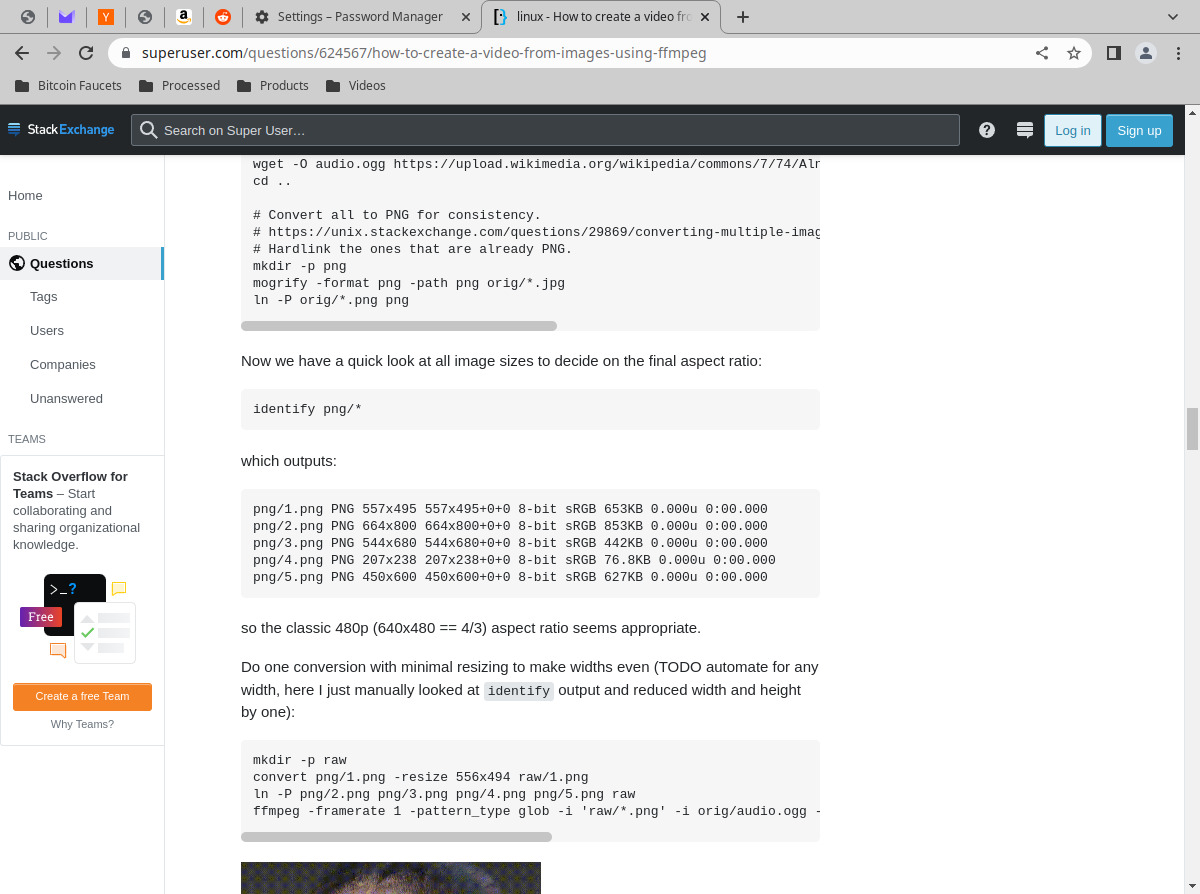 Settings – Password Manager
linux - How to create a video fro
superuser.com/questions/624567/how-to-create-a-video-from-images-using-ffmpeg
Bitcoin Faucets
Processed
Products
Videos
StackExchange
Search on Super User…
Log in
Sign up
Home
PUBLIC
Questions
Tags
Users
Companies
Unanswered
TEAMS
Stack Overflow for
Teams – Start
collaborating and
sharing organizational
knowledge.
>_?
Free
Create a free Team
Why Teams?
wget -O audio.ogg https://upload.wikimedia.org/wikipedia/commons/7/74/Aln
cd ..
# Convert all to PNG for consistency.
# https://unix.stackexchange.com/questions/29869/converting-multiple-imag
# Hardlink the ones that are already PNG.
mkdir -p png
mogrify -format png -path png orig/*.jpg
ln -P orig/*.png png
Now we have a quick look at all image sizes to decide on the final aspect ratio:
identify png/*
which outputs:
png/1.png PNG 557x495 557x495+0+0 8-bit sRGB 653KB 0.000u 0:00.000
png/2.png PNG 664x800 664x800+0+0 8-bit sRGB 853KB 0.000u 0:00.000
png/3.png PNG 544x680 544x680+0+0 8-bit sRGB 442KB 0.000u 0:00.000
png/4.png PNG 207x238 207x238+0+0 8-bit sRGB 76.8KB 0.000u 0:00.000
png/5.png PNG 450x600 450x600+0+0 8-bit sRGB 627KB 0.000u 0:00.000
so the classic 480p (640x480 == 4/3) aspect ratio seems appropriate.
Do one conversion with minimal resizing to make widths even (TODO automate for any
width, here I just manually looked at identify output and reduced width and height
by one):
mkdir -p raw
convert png/1.png -resize 556x494 raw/1.png
ln -P png/2.png png/3.png png/4.png png/5.png raw
ffmpeg -framerate 1 -pattern_type glob -i 'raw/*.png' -i orig/audio.ogg -